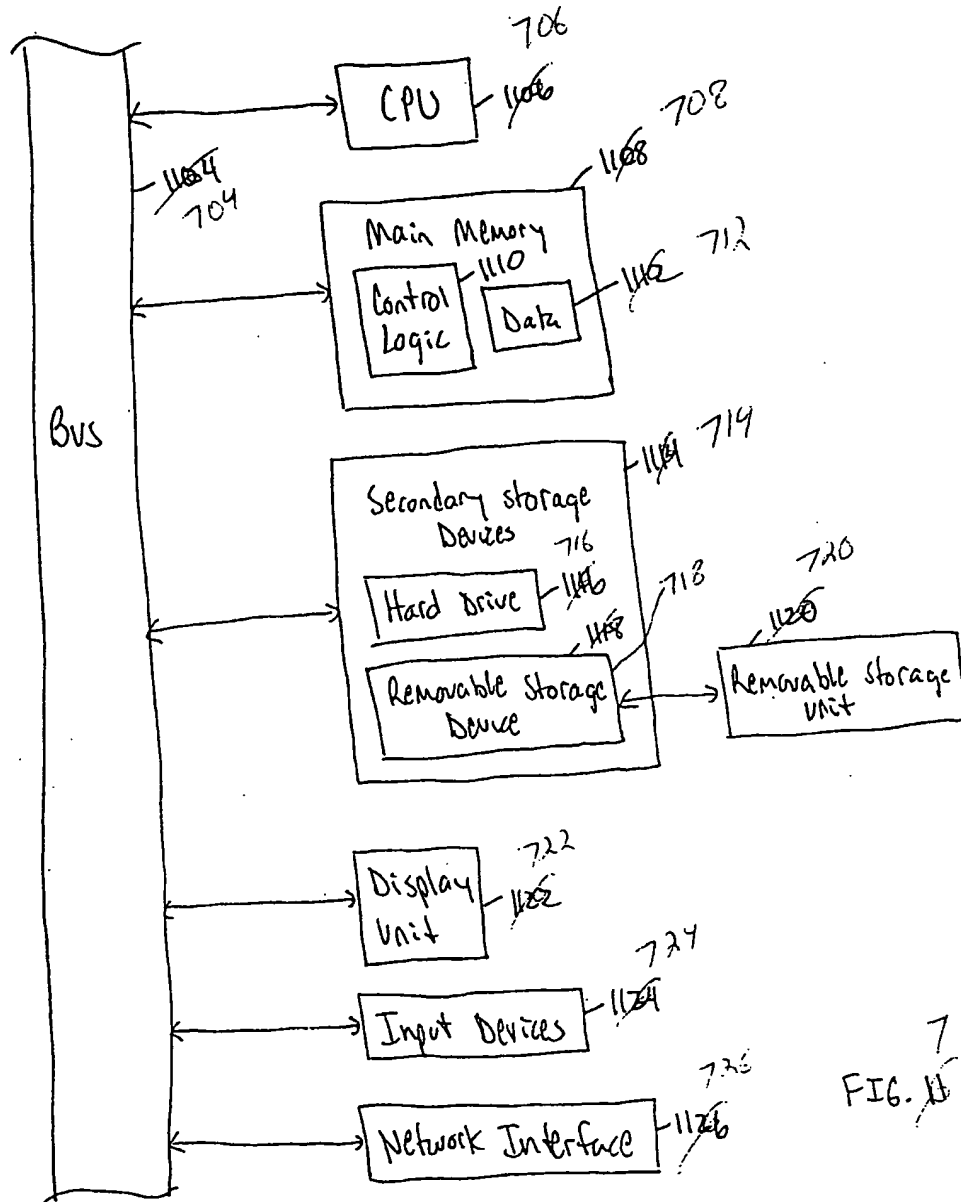 706
CPU
1106
708
1108
1104
704
Main Memory
1110
712
Control
Logic
Data
1112
Bus
714
1114
Secondary Storage
Devices
716
Hard Drive
1116
718
720
1118
1120
Removable Storage
Device
Removable Storage
Unit
722
Display
Unit
1122
724
Input Devices
1124
726
Network Interface
1126
7
FIG. 11